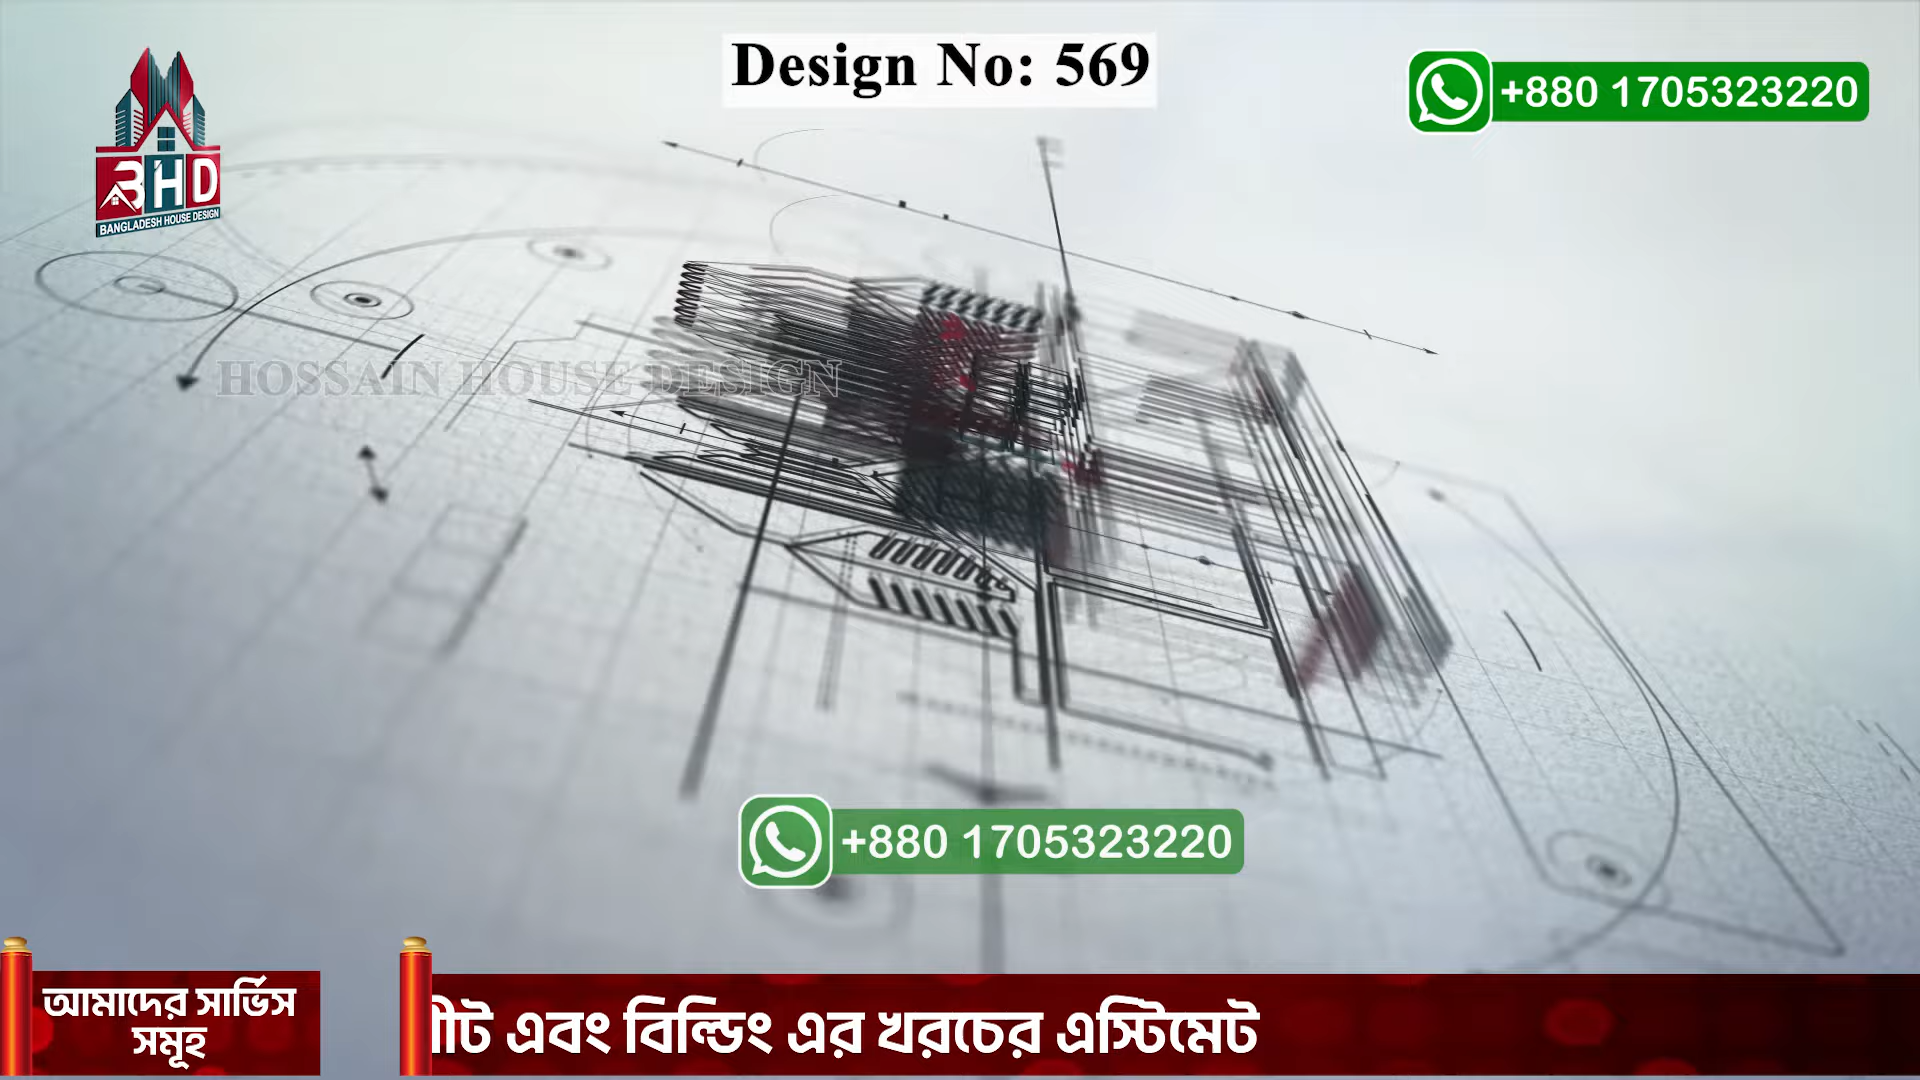 Design No: 569
+880 1705323220
BHD
BANGLADESH HOUSE DESIGN
HOSSAIN HOUSE DESIGN
+880 1705323220
আমাদের সার্ভিস
সমূহ
এবং বিল্ডিং এর খরচের এস্টিমেট